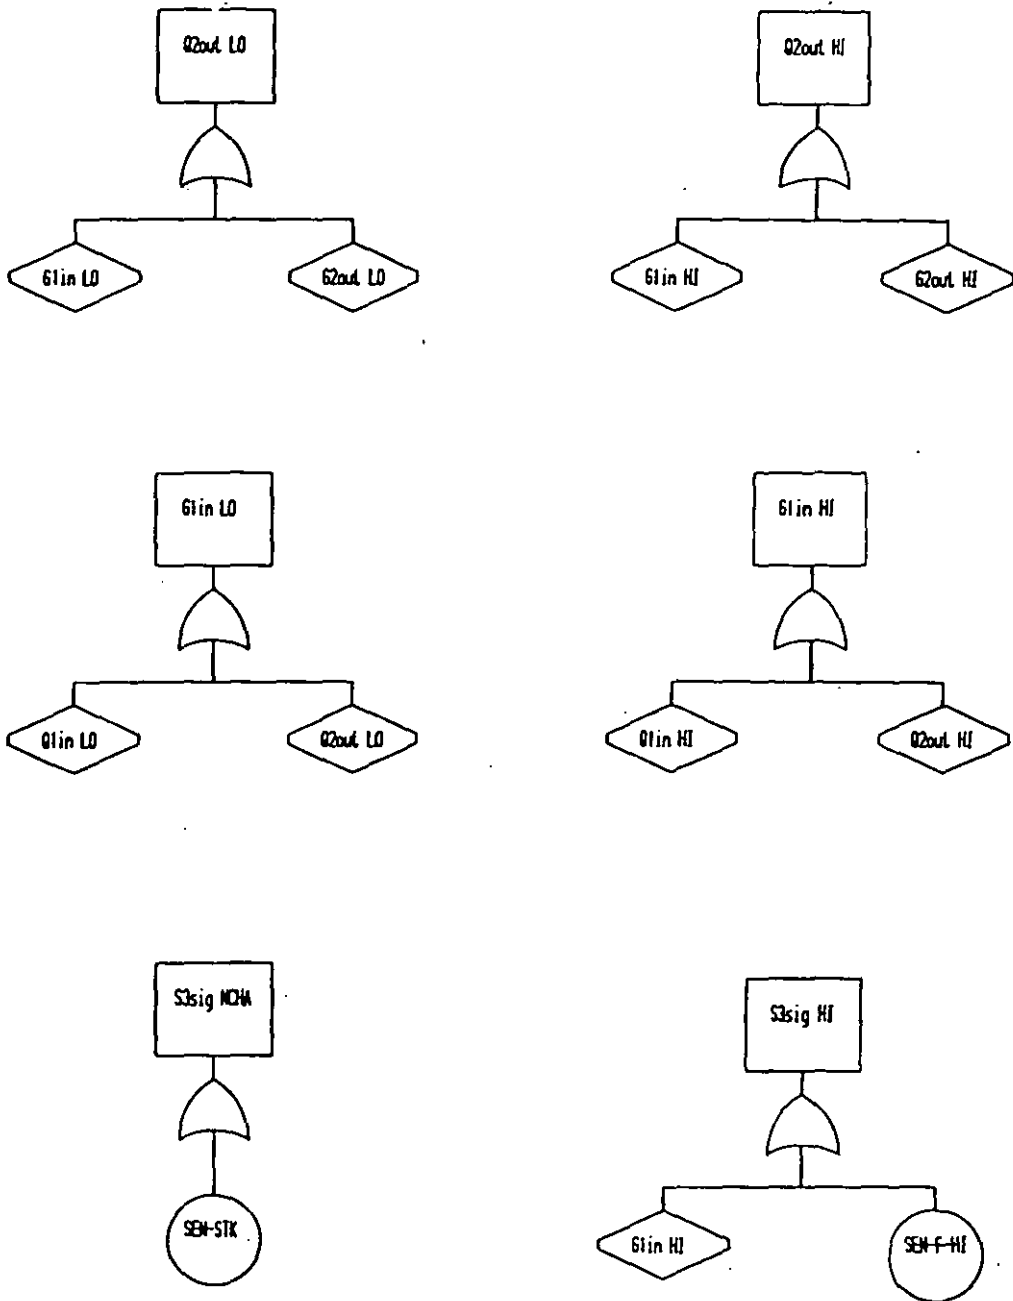 Q2out LO
Q2out HI
G1in LO
G2out LO
G1in HI
G2out HI
G1in LO
G1in HI
Q1in LO
Q2out LO
Q1in HI
Q2out HI
S3sig NCHA
S3sig HI
SEN-STK
G1in HI
SEN-F-HI